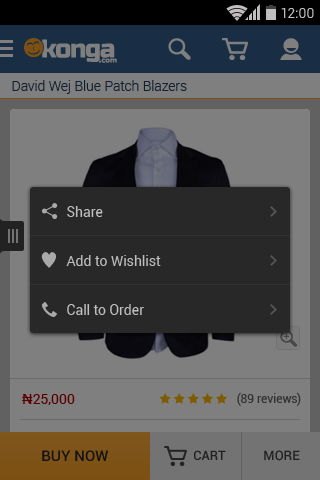 12:00
konga
.com
David Wej Blue Patch Blazers
Share
Add to Wishlist
Call to Order
₦25,000 (89 reviews)
BUY NOW CART MORE